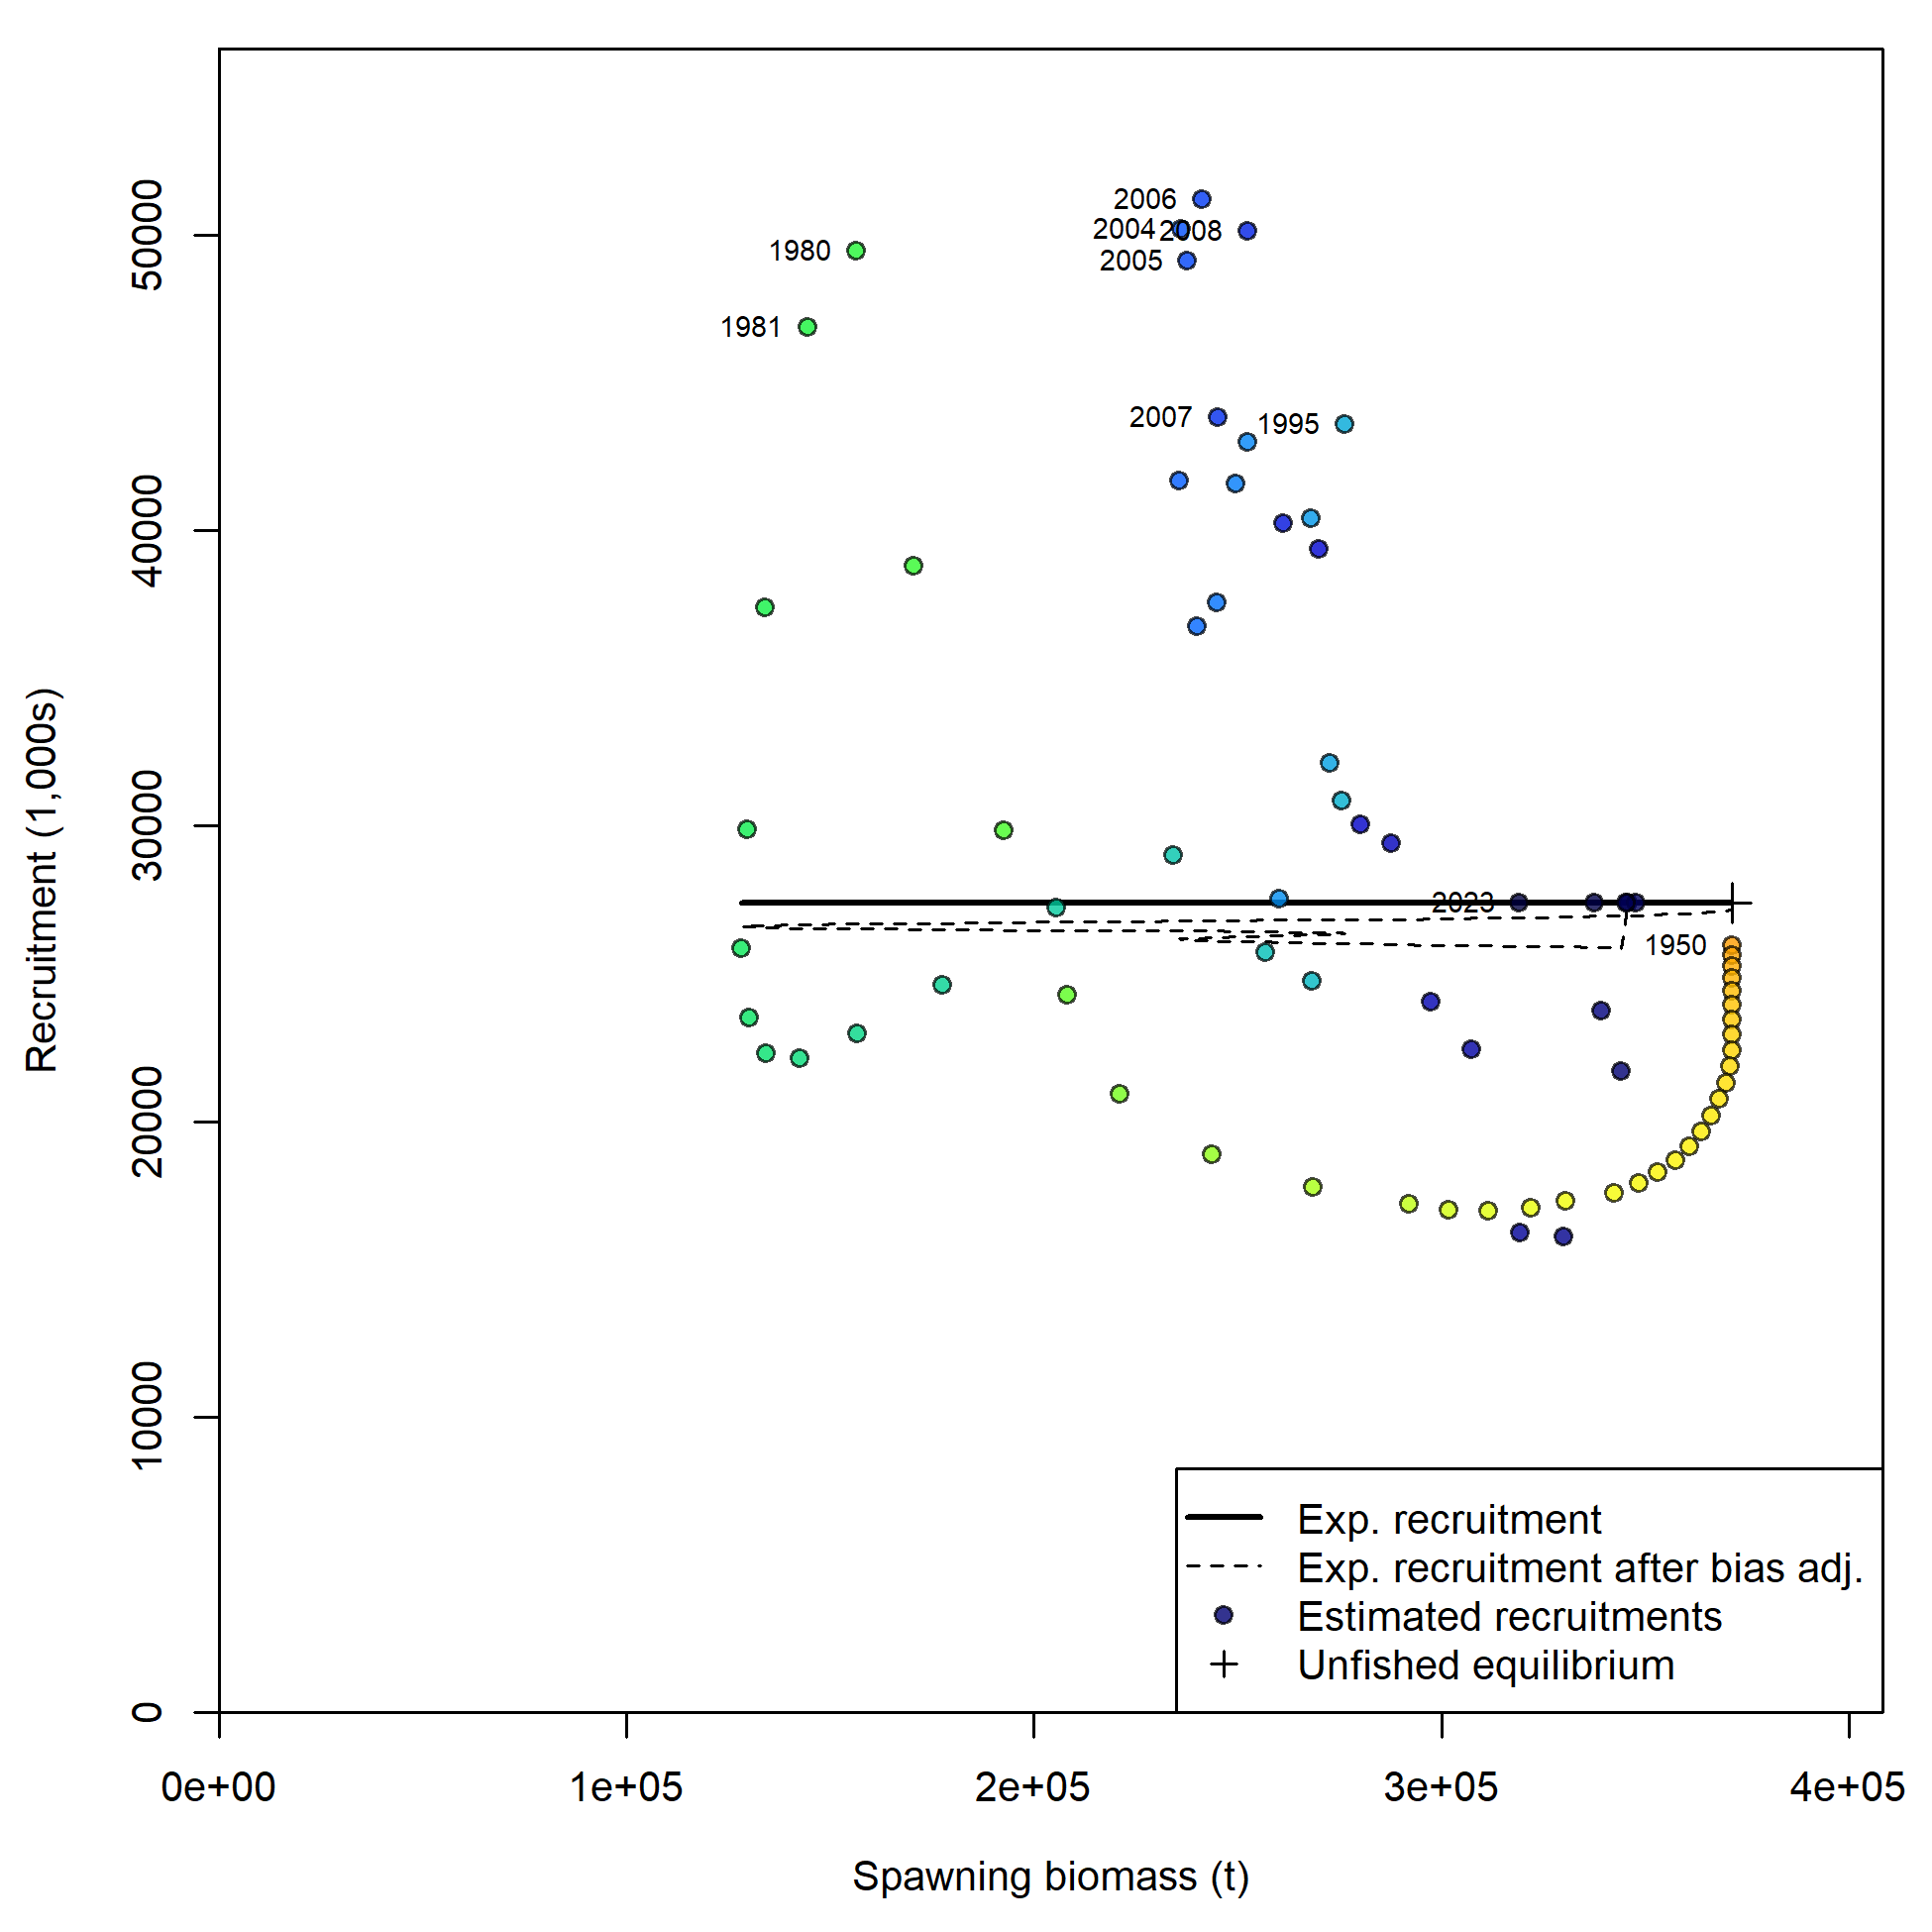 2006
2004
2008
1980
2005
1981
2007
1995
50000
40000
30000
20000
10000
0
Recruitment (1,000s)
2023
1950
Exp. recruitment
Exp. recruitment after bias adj.
Estimated recruitments
Unfished equilibrium
0e+00 1e+05 2e+05 3e+05 4e+05
Spawning biomass (t)